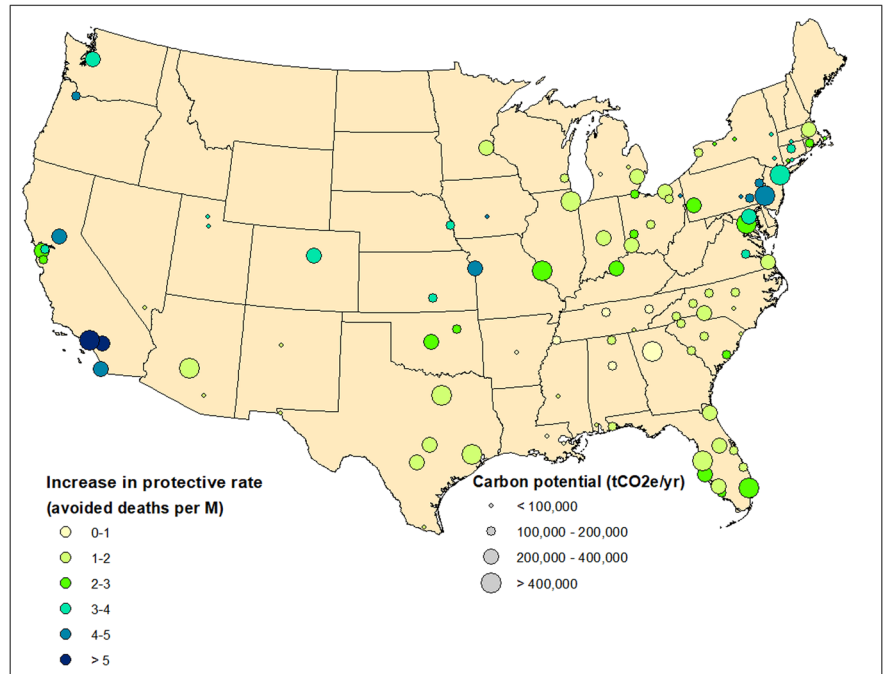 Increase in protective rate
(avoided deaths per M)
0-1
1-2
2-3
3-4
4-5
> 5
Carbon potential (tCO2e/yr)
< 100,000
100,000 - 200,000
200,000 - 400,000
> 400,000